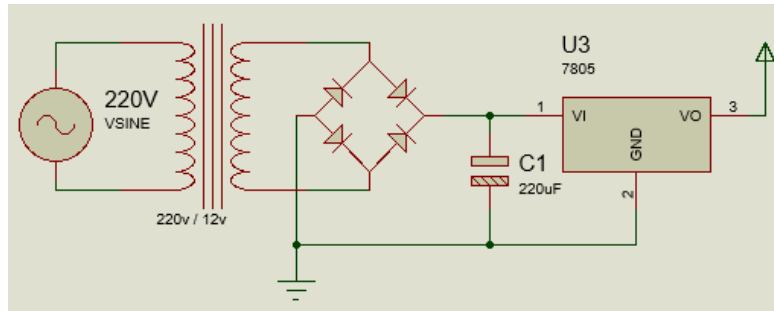 220V
VSINE
220v / 12v
C1
220uF
U3
7805
1
VI
VO
3
GND
2